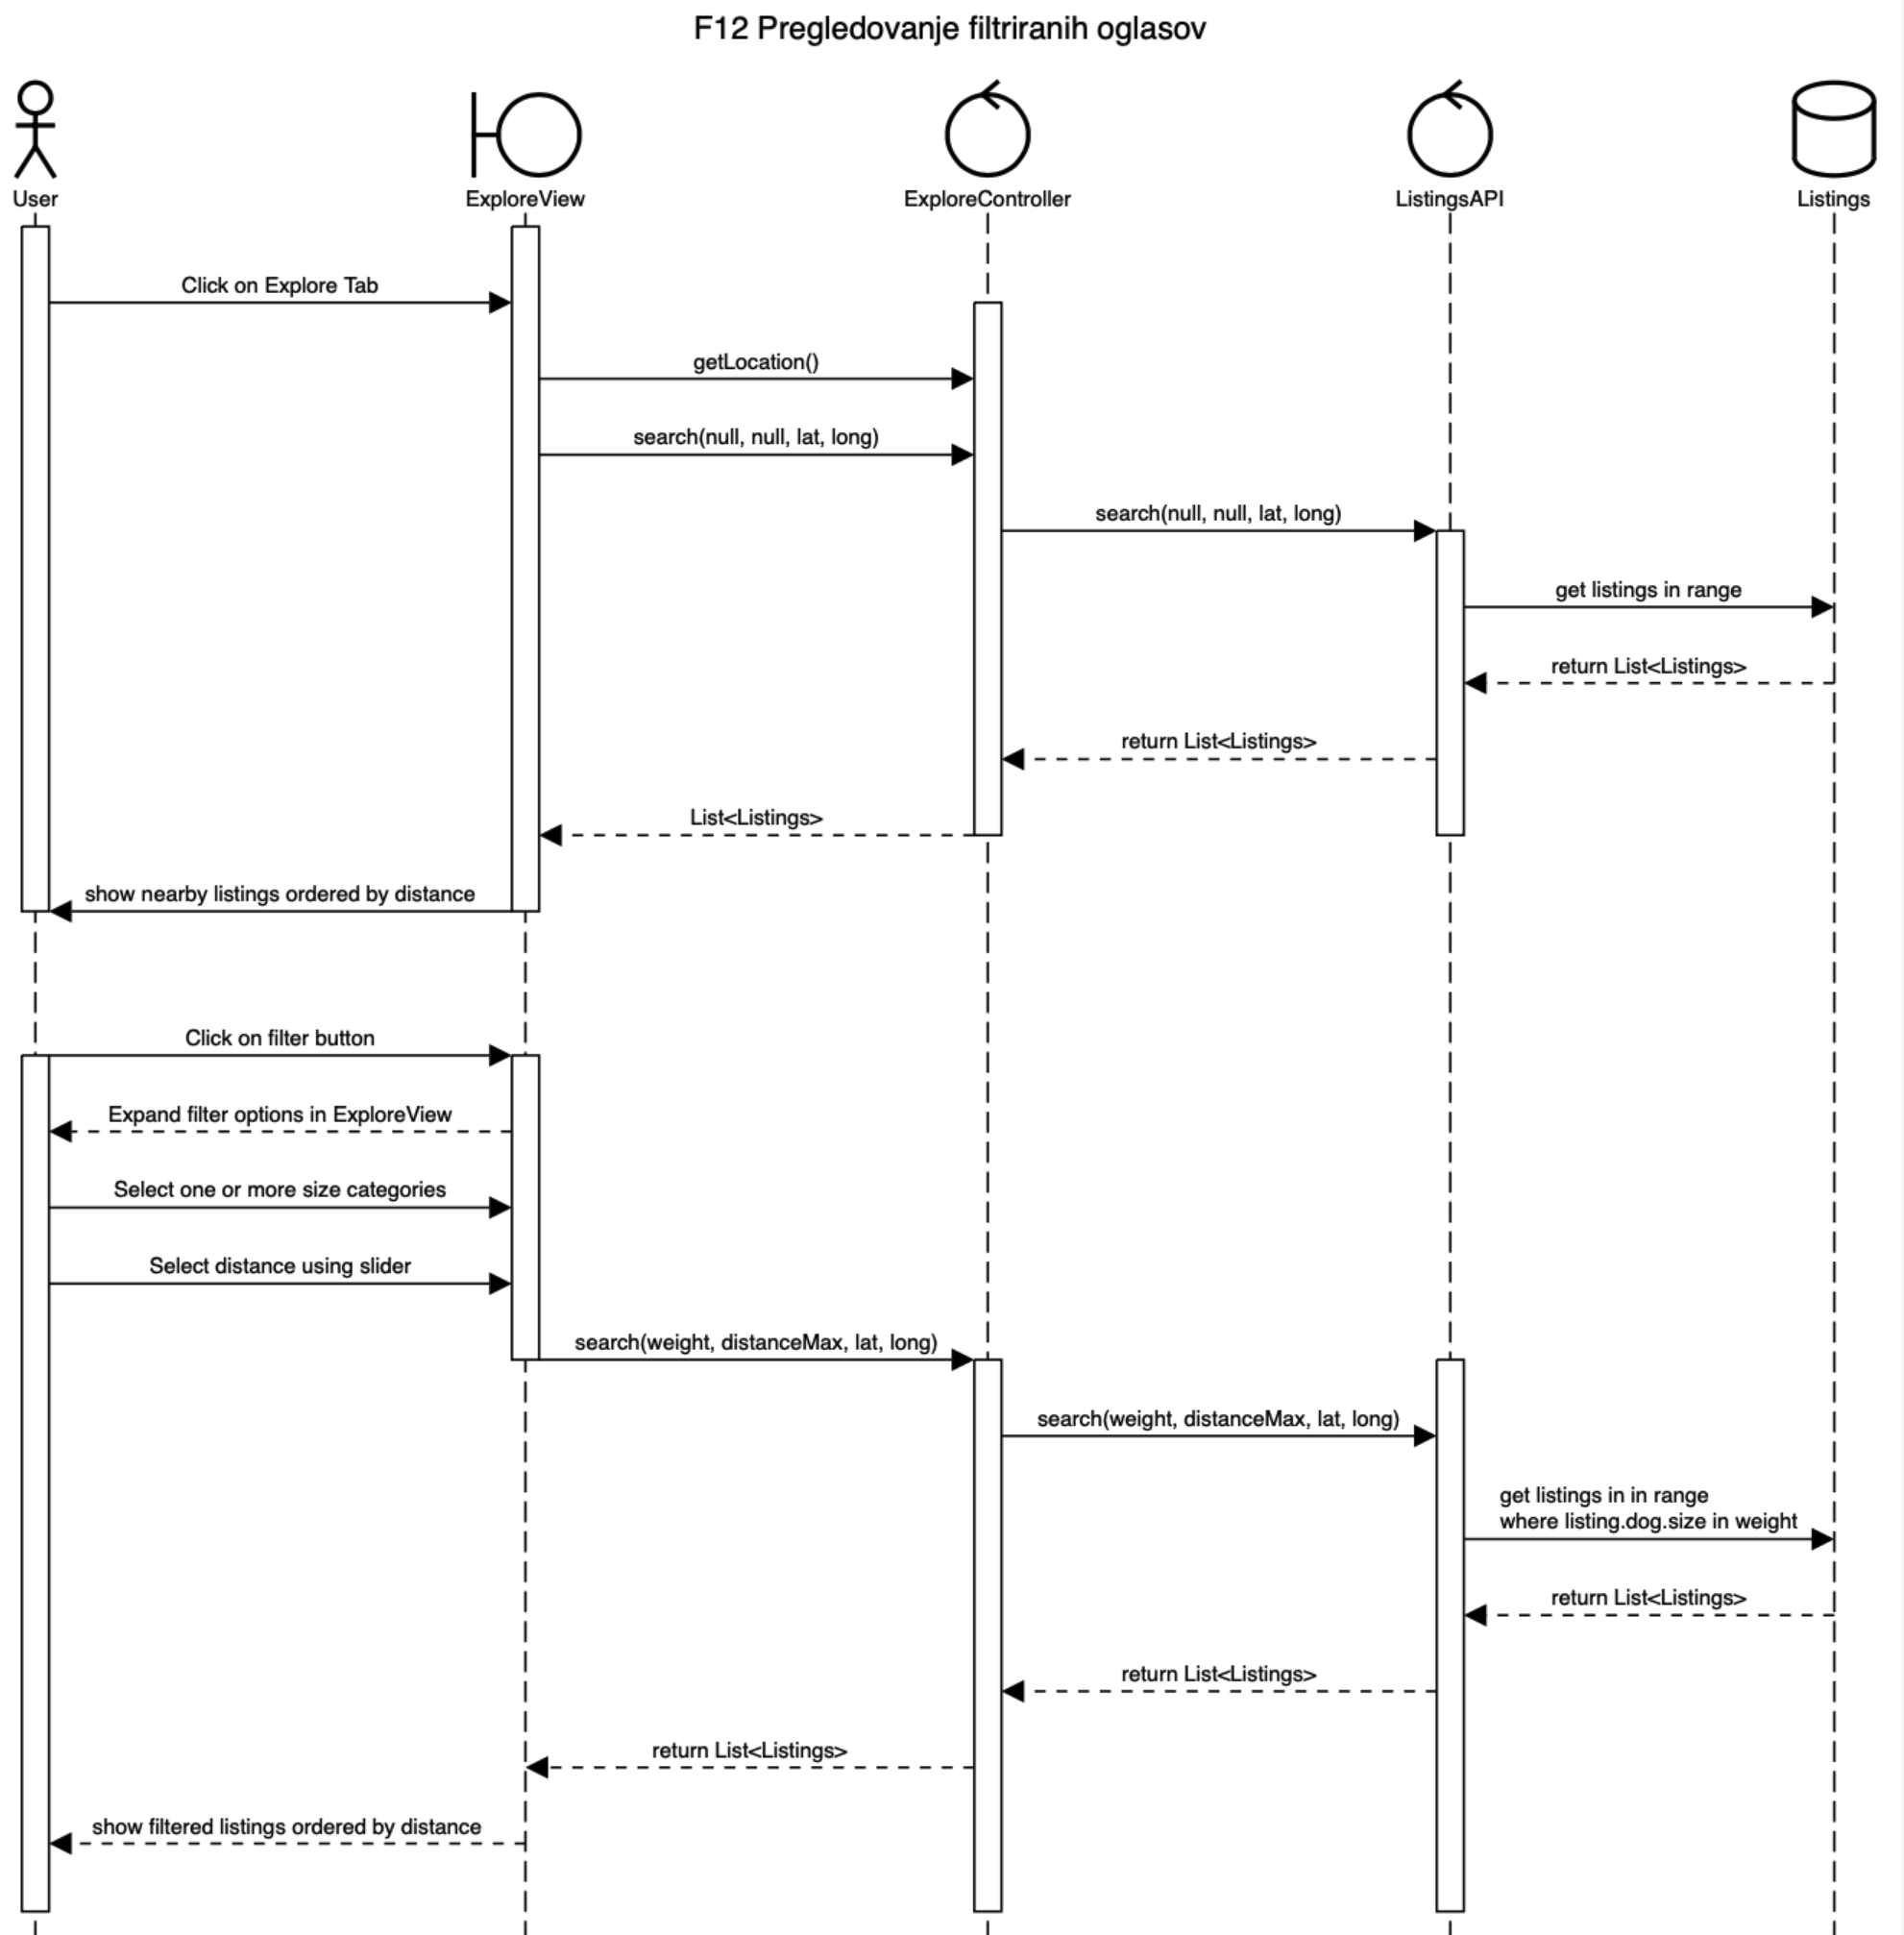 F12 Pregledovanje filtriranih oglasov
User
ExploreView
ExploreController
ListingsAPI
Listings
Click on Explore Tab
getLocation()
search(null, null, lat, long)
search(null, null, lat, long)
get listings in range
return List<Listings>
return List<Listings>
List<Listings>
show nearby listings ordered by distance
Click on filter button
Expand filter options in ExploreView
Select one or more size categories
Select distance using slider
search(weight, distanceMax, lat, long)
search(weight, distanceMax, lat, long)
get listings in in range
where listing.dog.size in weight
return List<Listings>
return List<Listings>
return List<Listings>
show filtered listings ordered by distance